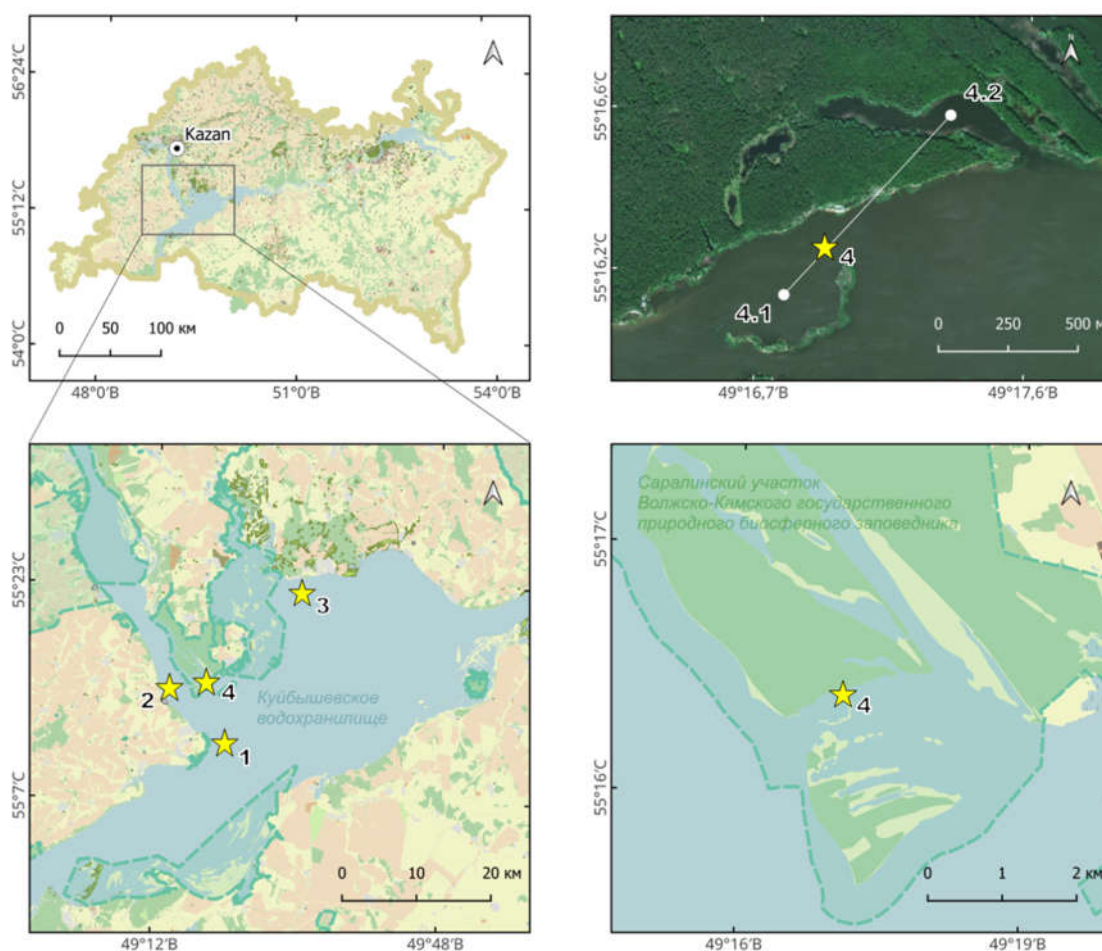 56°24'С
55°12'С
54°0'С
Kazan
0 50 100 км
48°0'В
51°0'В
54°0'В
N
55°16,6'С
55°16,2'С
4.2
4
4.1
0 250 500 м
49°16,7'В
49°17,6'В
55°23'С
55°7'С
3
2
4
1
Куйбышевское
водохранилище
0 10 20 км
49°12'В
49°48'В
Саралинский участок
Волжско-Камского государственного
природного биосферного заповедника
55°17'С
55°16'С
4
0 1 2 км
49°16'В
49°19'В